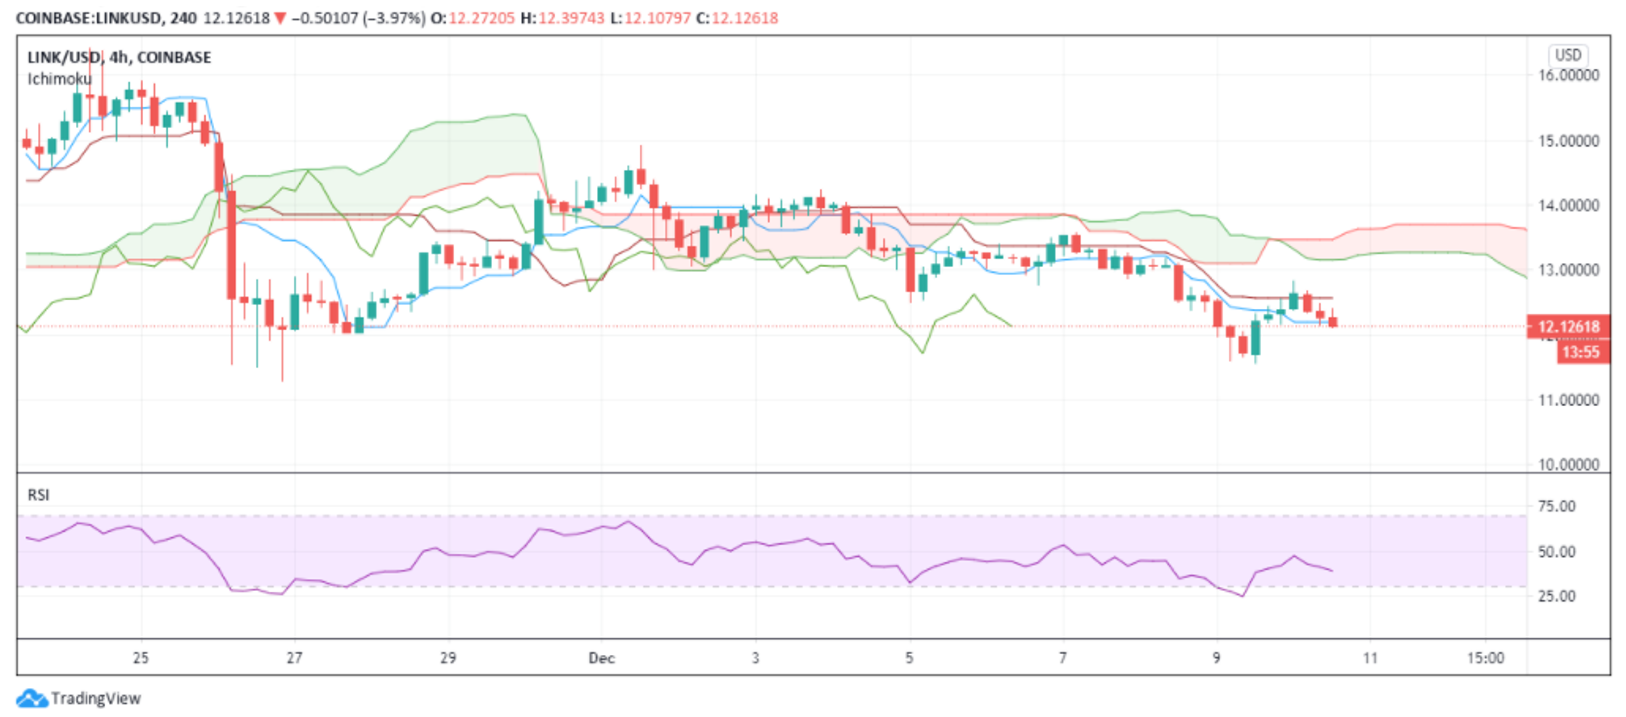 COINBASE:LINKUSD, 240 12.12618 ▼ −0.50107 (−3.97%) O:12.27205 H:12.39743 L:12.10797 C:12.12618
LINK/USD, 4h, COINBASE
Ichimoku
USD
16.00000
15.00000
14.00000
13.00000
12.12618
13:55
11.00000
10.00000
RSI
75.00
50.00
25.00
25 27 29 Dec 3 5 7 9 11 15:00
TradingView